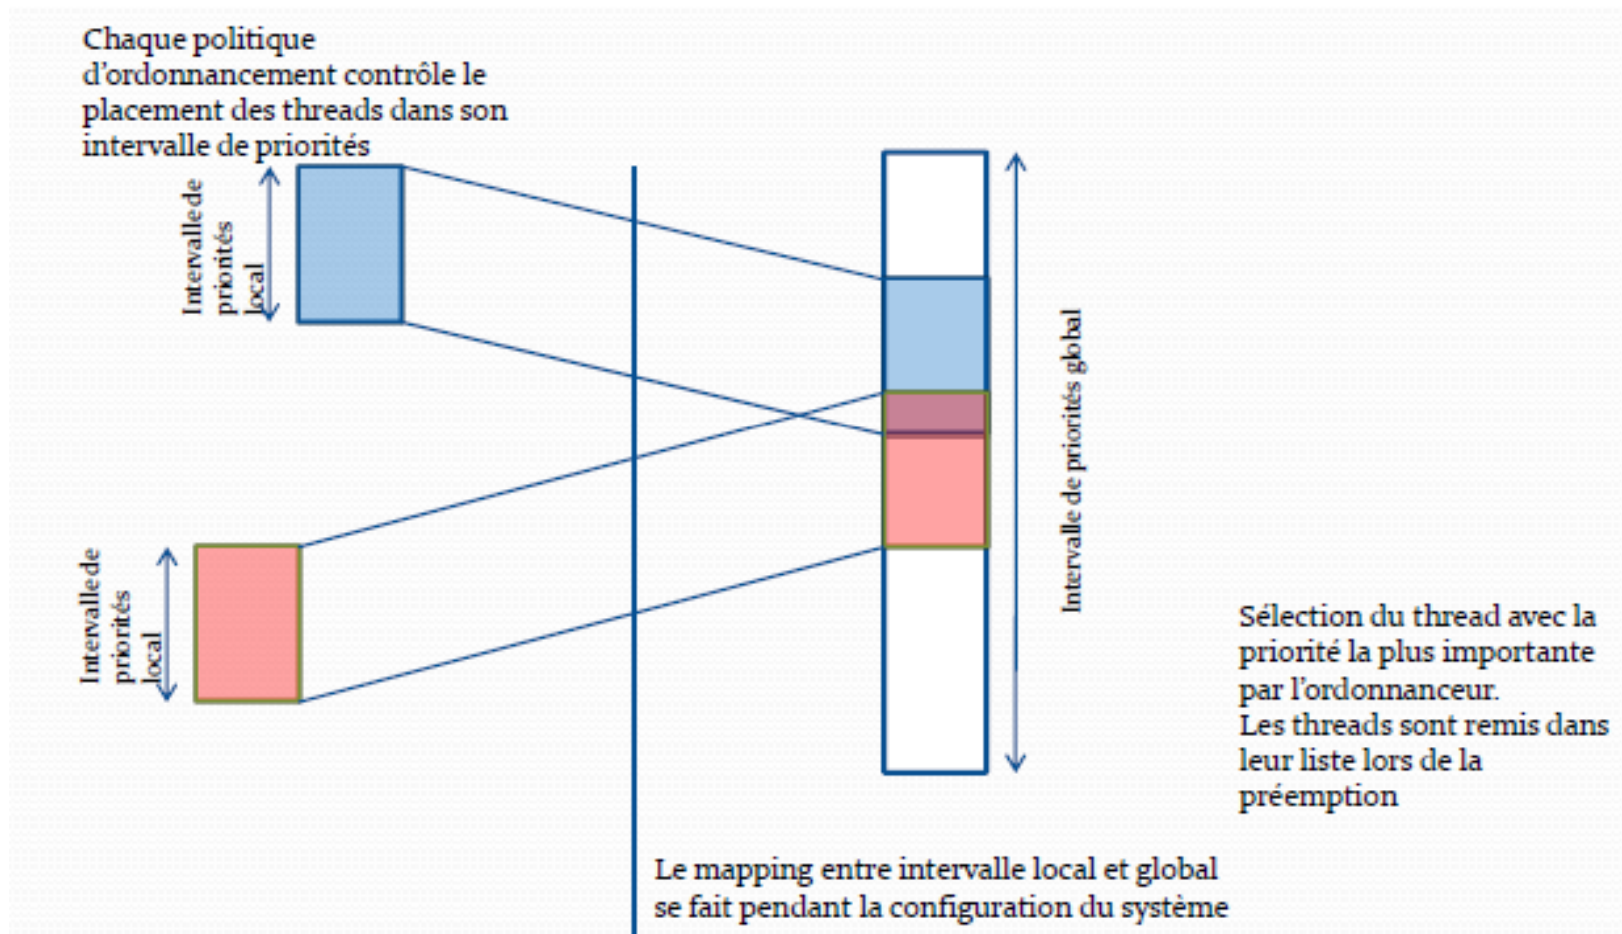 Chaque politique
d'ordonnancement contrôle le
placement des threads dans son
intervalle de priorités
Intervalle de
priorités
local
Intervalle de priorités global
Intervalle de
priorités
local
Sélection du thread avec la
priorité la plus importante
par l'ordonnanceur.
Les threads sont remis dans
leur liste lors de la
préemption
Le mapping entre intervalle local et global
se fait pendant la configuration du système